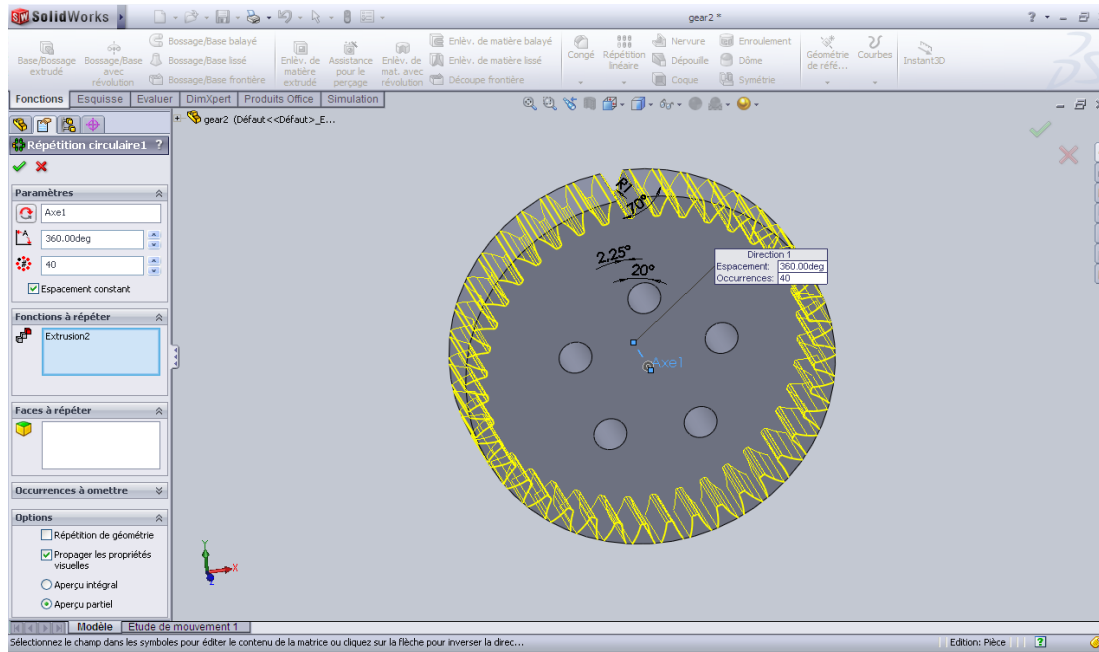 SolidWorks
gear2 *
Base/Bossage extrudé
Bossage/Base avec révolution
Bossage/Base balayé
Bossage/Base lissé
Bossage/Base frontière
Enlèv. de matière extrudé
Assistance pour le perçage
Enlèv. de mat. avec révolution
Enlèv. de matière balayé
Enlèv. de matière lissé
Découpe frontière
Congé
Répétition linéaire
Nervure
Dépouille
Coque
Enroulement
Dôme
Symétrie
Géométrie de réfé...
Courbes
Instant3D
Fonctions
Esquisse
Evaluer
DimXpert
Produits Office
Simulation
gear2 (Défaut<<Défaut>_E...
Répétition circulaire1 ?
Paramètres
Axe1
360.00deg
40
Espacement constant
Fonctions à répéter
Extrusion2
Faces à répéter
Occurrences à omettre
Options
Répétition de géométrie
Propager les propriétés
visuelles
Aperçu intégral
Aperçu partiel
R1
70°
2.25°
20°
Direction 1
Espacement: 360.00deg
Occurrences: 40
Axe1
Y
X
Z
Modèle
Etude de mouvement 1
Sélectionnez le champ dans les symboles pour éditer le contenu de la matrice ou cliquez sur la flèche pour inverser la direc...
Edition: Pièce